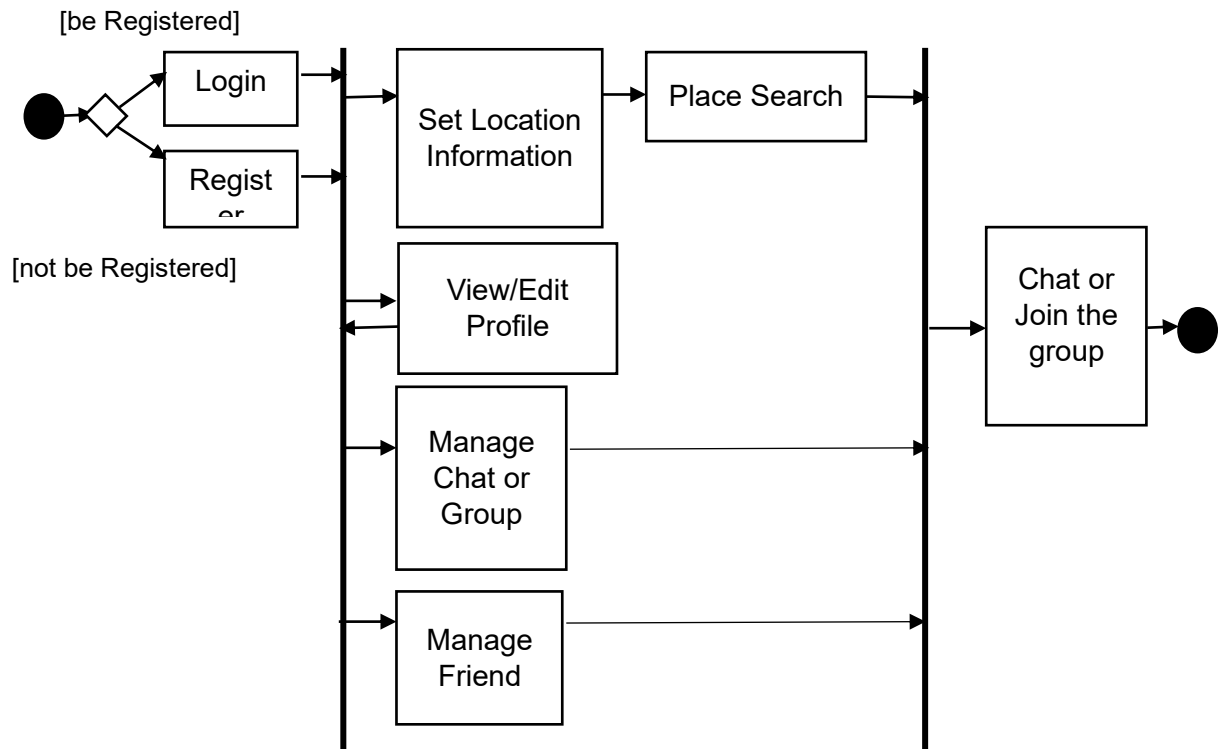 [be Registered]
Login
Regist
er
[not be Registered]
Set Location
Information
Place Search
View/Edit
Profile
Manage
Chat or
Group
Manage
Friend
Chat or
Join the
group